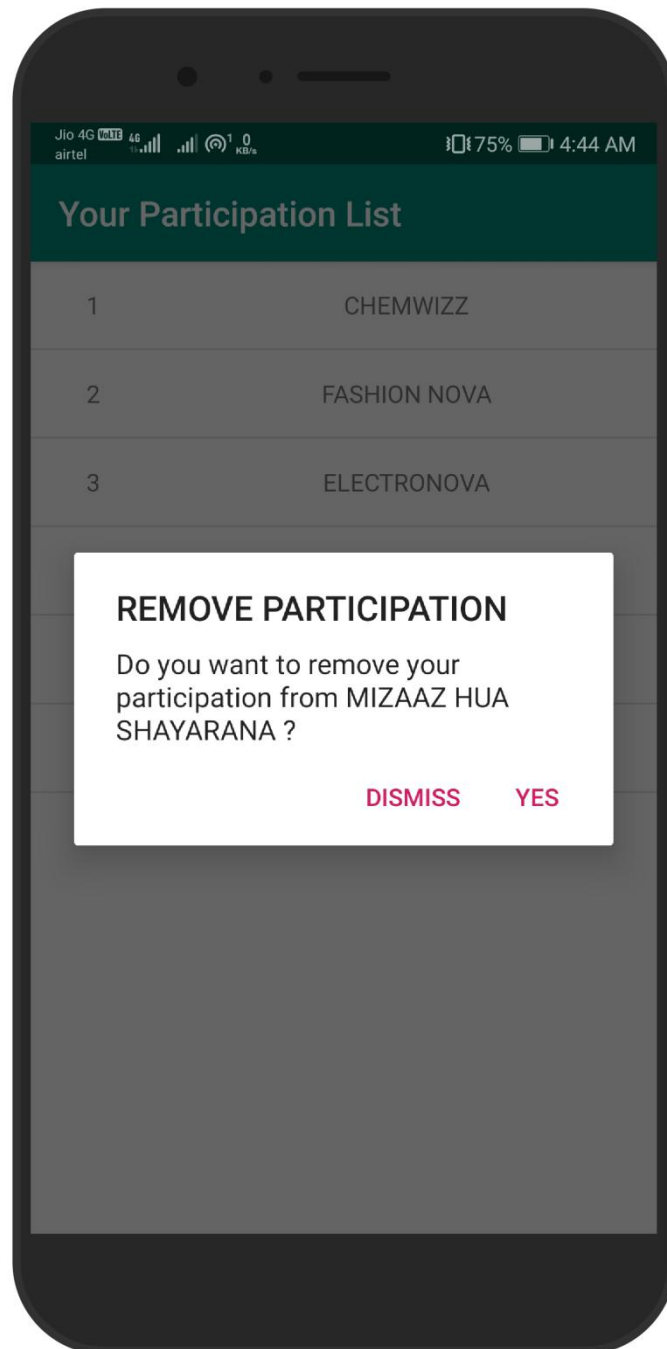 Jio 4G VoLTE 4G 1 0 75% 4:44 AM
airtel KB/s
Your Participation List
1 CHEMWIZZ
2 FASHION NOVA
3 ELECTRONOVA
REMOVE PARTICIPATION
Do you want to remove your
participation from MIZAAZ HUA
SHAYARANA ?
DISMISS YES